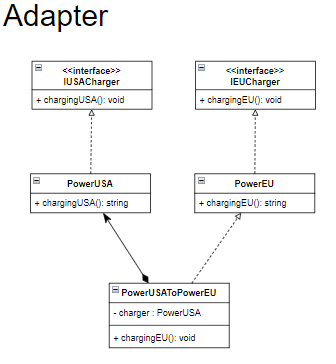 Adapter
<<interface>>
IUSACharger
+ chargingUSA(): void
<<interface>>
IEUCharger
+ chargingEU(): void
PowerUSA
+ chargingUSA(): string
PowerEU
+ chargingEU(): string
PowerUSAToPowerEU
- charger : PowerUSA
+ chargingEU(): void